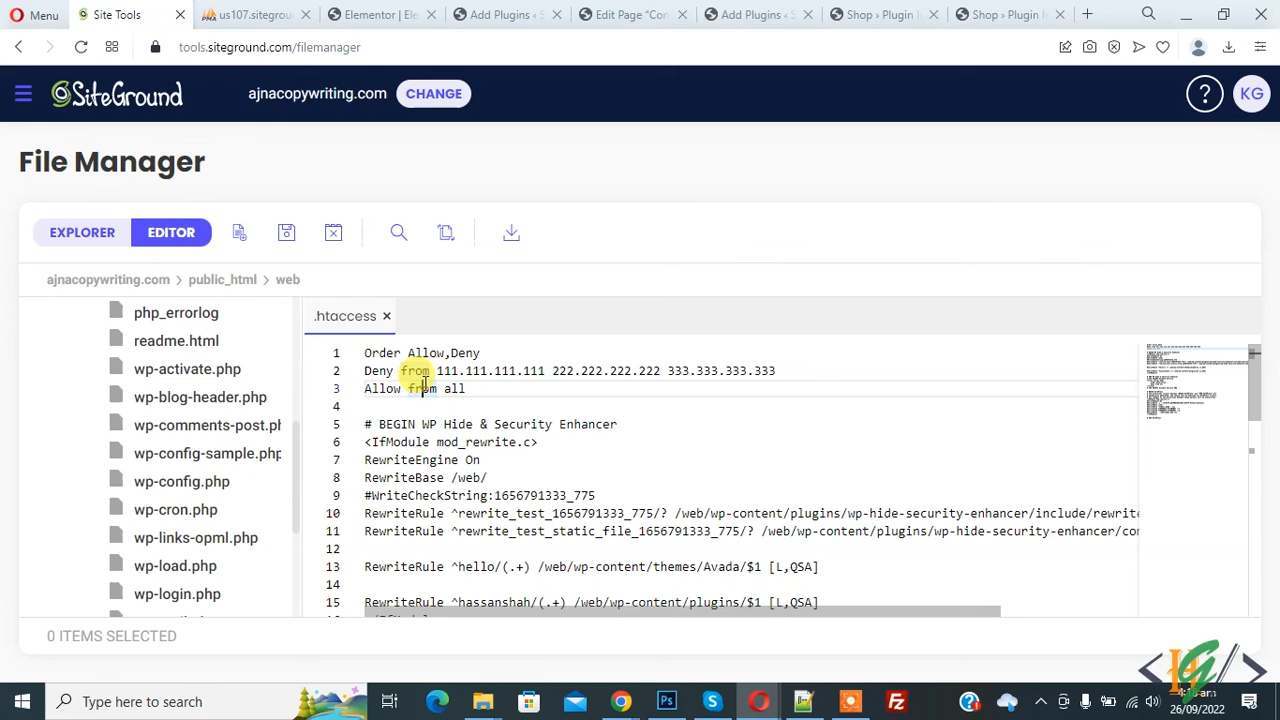 Menu
Site Tools
us107.sitegroun
Elementor | Ele
Add Plugins ‹ S
Edit Page "Con
Add Plugins ‹ S
Shop › Plugin I
Shop › Plugin I
tools.siteground.com/filemanager
SiteGround
ajnacopywriting.com
CHANGE
?
KG
File Manager
EXPLORER
EDITOR
ajnacopywriting.com > public_html > web
php_errorlog
readme.html
wp-activate.php
wp-blog-header.php
wp-comments-post.ph
wp-config-sample.php
wp-config.php
wp-cron.php
wp-links-opml.php
wp-load.php
wp-login.php
.htaccess
1 Order Allow,Deny
2 Deny from 111.111.111.111 222.222.222.222 333.333.333.333
3 Allow from all
4
5 # BEGIN WP Hide & Security Enhancer
6 <IfModule mod_rewrite.c>
7 RewriteEngine On
8 RewriteBase /web/
9 #WriteCheckString:1656791333_775
10 RewriteRule ^rewrite_test_1656791333_775/? /web/wp-content/plugins/wp-hide-security-enhancer/include/rewrite
11 RewriteRule ^rewrite_test_static_file_1656791333_775/? /web/wp-content/plugins/wp-hide-security-enhancer/con
12
13 RewriteRule ^hello/(.+) /web/wp-content/themes/Avada/$1 [L,QSA]
14
15 RewriteRule ^hassanshah/(.+) /web/wp-content/plugins/$1 [L,QSA]
0 ITEMS SELECTED
Type here to search
26/09/2022